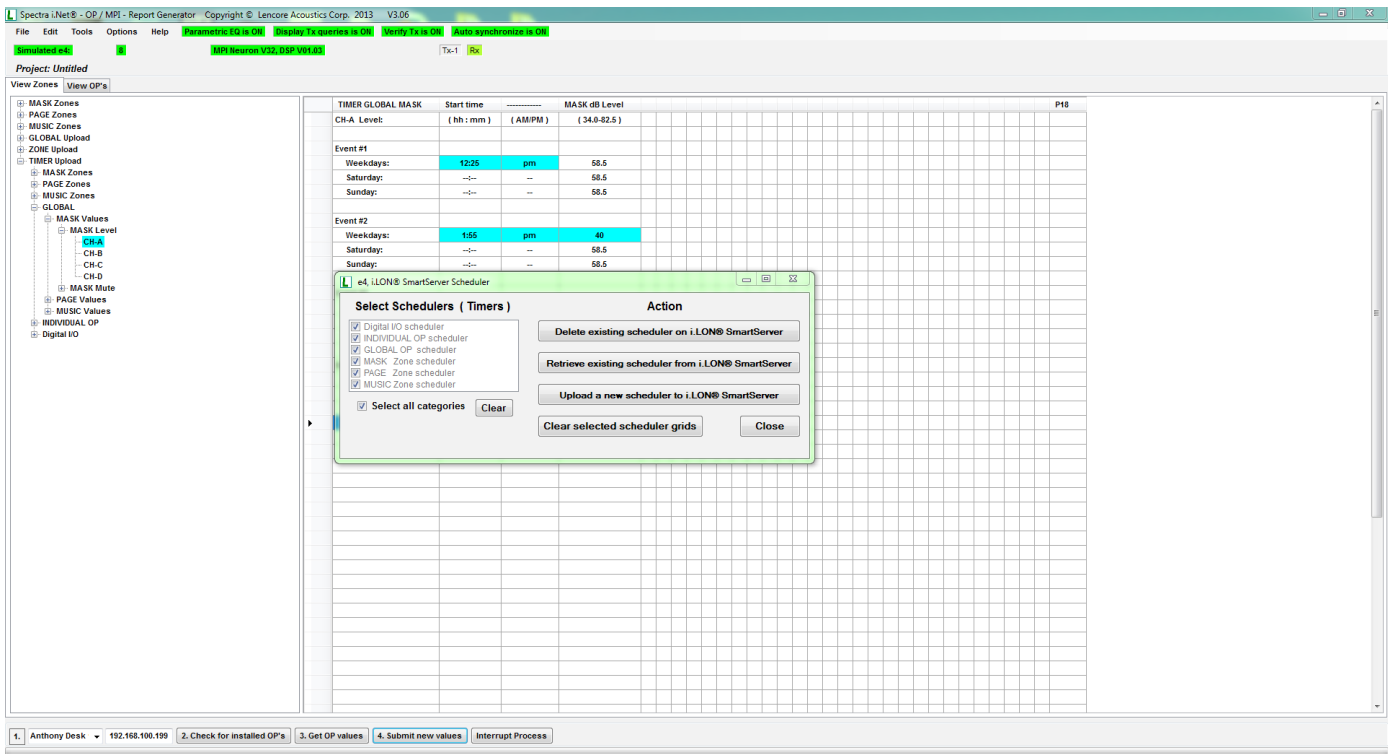 Spectra i.Net® - OP / MPI - Report Generator Copyright © Lencore Acoustics Corp. 2013 V3.06
File Edit Tools Options Help Parametric EQ is ON Display Tx queries is ON Verify Tx is ON Auto synchronize is ON
Simulated e4: 8 MPI Neuron V32, DSP V01.03 Tx-1 Rx
Project: Untitled
View Zones View OP's
MASK Zones
PAGE Zones
MUSIC Zones
GLOBAL Upload
ZONE Upload
TIMER Upload
MASK Zones
PAGE Zones
MUSIC Zones
GLOBAL
MASK Values
MASK Level
CH-A
CH-B
CH-C
CH-D
MASK Mute
PAGE Values
MUSIC Values
INDIVIDUAL OP
Digital I/O
TIMER GLOBAL MASK Start time ------------ MASK dB Level P18
CH-A Level: ( hh : mm ) ( AM/PM ) ( 34.0-82.5 )
Event #1
Weekdays: 12:25 pm 58.5
Saturday: --:-- -- 58.5
Sunday: --:-- -- 58.5
Event #2
Weekdays: 1:55 pm 40
Saturday: --:-- -- 58.5
Sunday: --:-- -- 58.5
e4, i.LON® SmartServer Scheduler
Select Schedulers ( Timers )
Digital I/O scheduler
INDIVIDUAL OP scheduler
GLOBAL OP scheduler
MASK Zone scheduler
PAGE Zone scheduler
MUSIC Zone scheduler
Select all categories Clear
Action
Delete existing scheduler on i.LON® SmartServer
Retrieve existing scheduler from i.LON® SmartServer
Upload a new scheduler to i.LON® SmartServer
Clear selected scheduler grids Close
1. Anthony Desk 192.168.100.199 2. Check for installed OP's 3. Get OP values 4. Submit new values Interrupt Process